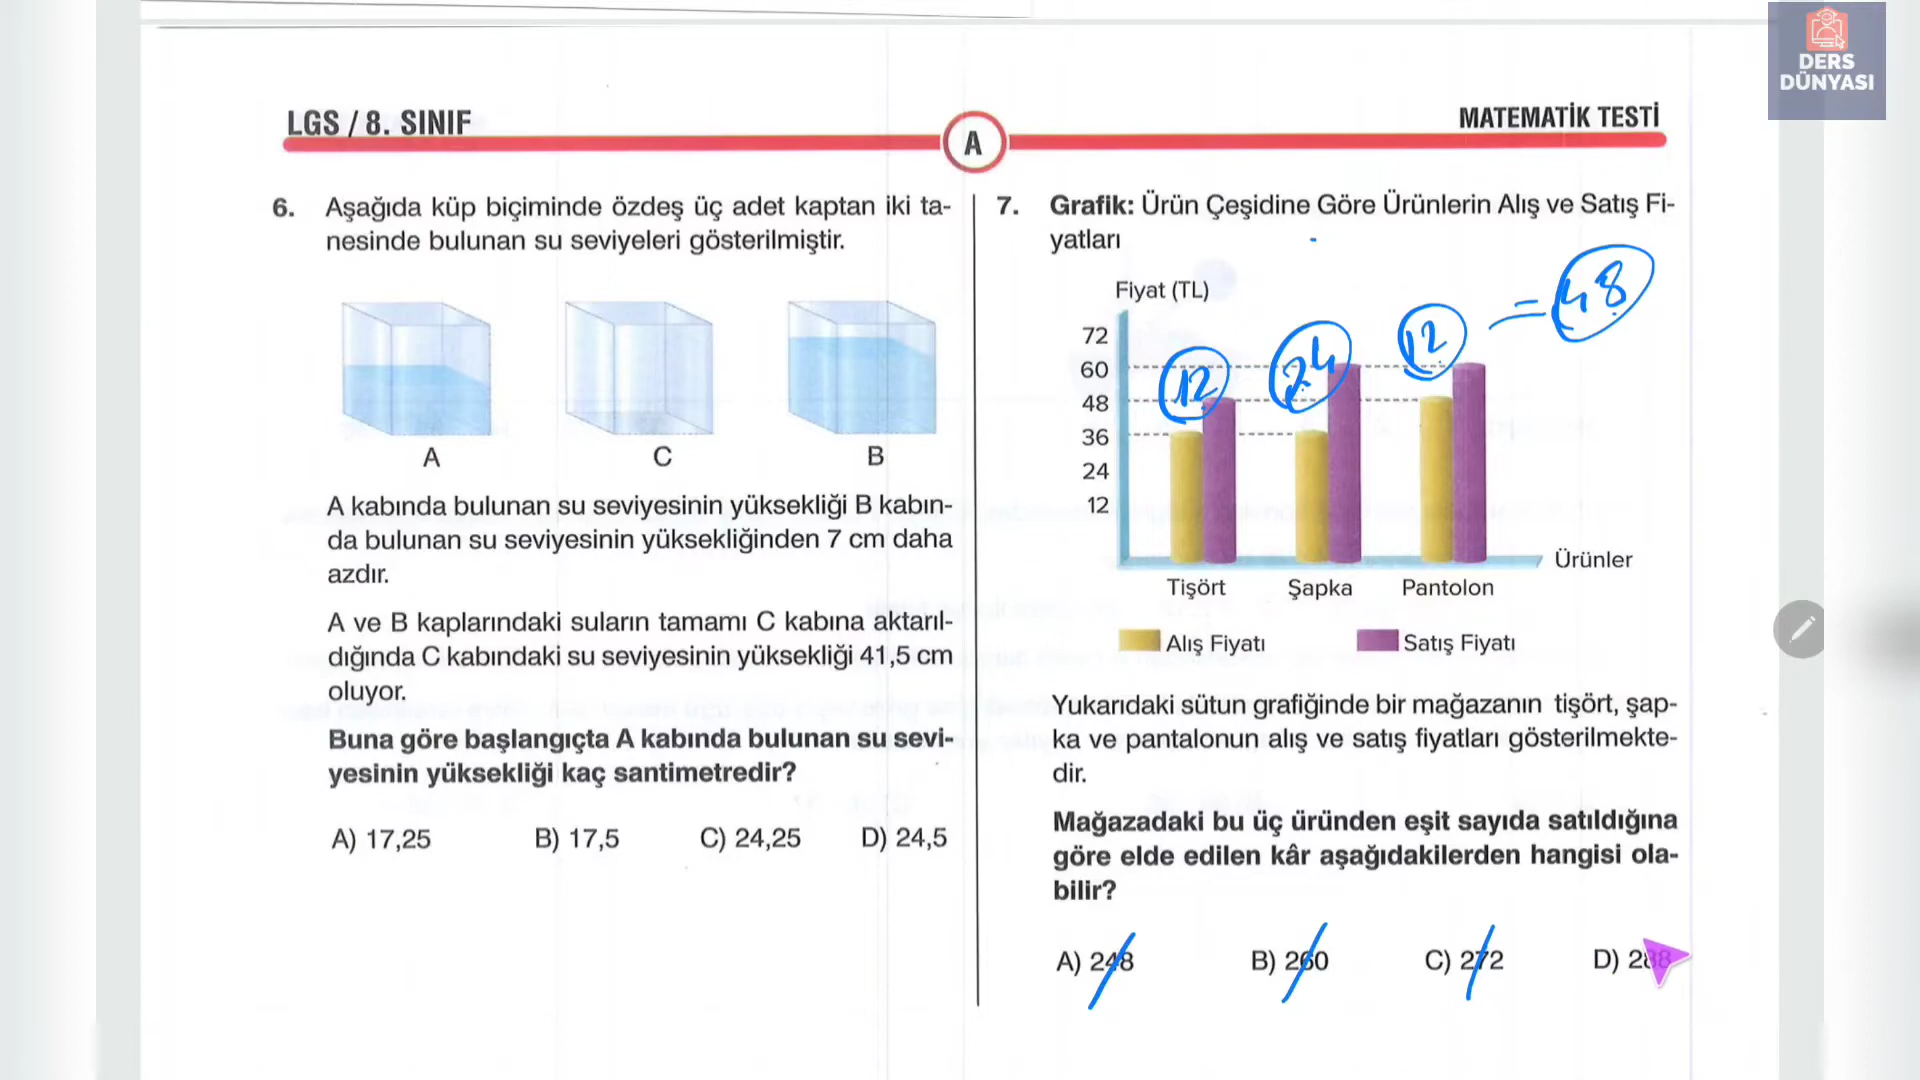 DERS
DÜNYASI
LGS / 8. SINIF
A
MATEMATİK TESTİ
6. Aşağıda küp biçiminde özdeş üç adet kaptan iki ta-
nesinde bulunan su seviyeleri gösterilmiştir.
A
C
B
A kabında bulunan su seviyesinin yüksekliği B kabın-
da bulunan su seviyesinin yüksekliğinden 7 cm daha
azdır.
A ve B kaplarındaki suların tamamı C kabına aktarıl-
dığında C kabındaki su seviyesinin yüksekliği 41,5 cm
oluyor.
Buna göre başlangıçta A kabında bulunan su sevi-
yesinin yüksekliği kaç santimetredir?
A) 17,25 B) 17,5 C) 24,25 D) 24,5
7. Grafik: Ürün Çeşidine Göre Ürünlerin Alış ve Satış Fi-
yatları
Fiyat (TL)
72
60
48
36
24
12
12
24
12
= 48
Ürünler
Tişört Şapka Pantolon
Alış Fiyatı Satış Fiyatı
Yukarıdaki sütun grafiğinde bir mağazanın tişört, şap-
ka ve pantalonun alış ve satış fiyatları gösterilmekte-
dir.
Mağazadaki bu üç üründen eşit sayıda satıldığına
göre elde edilen kâr aşağıdakilerden hangisi ola-
bilir?
A) 248 B) 260 C) 272 D) 288